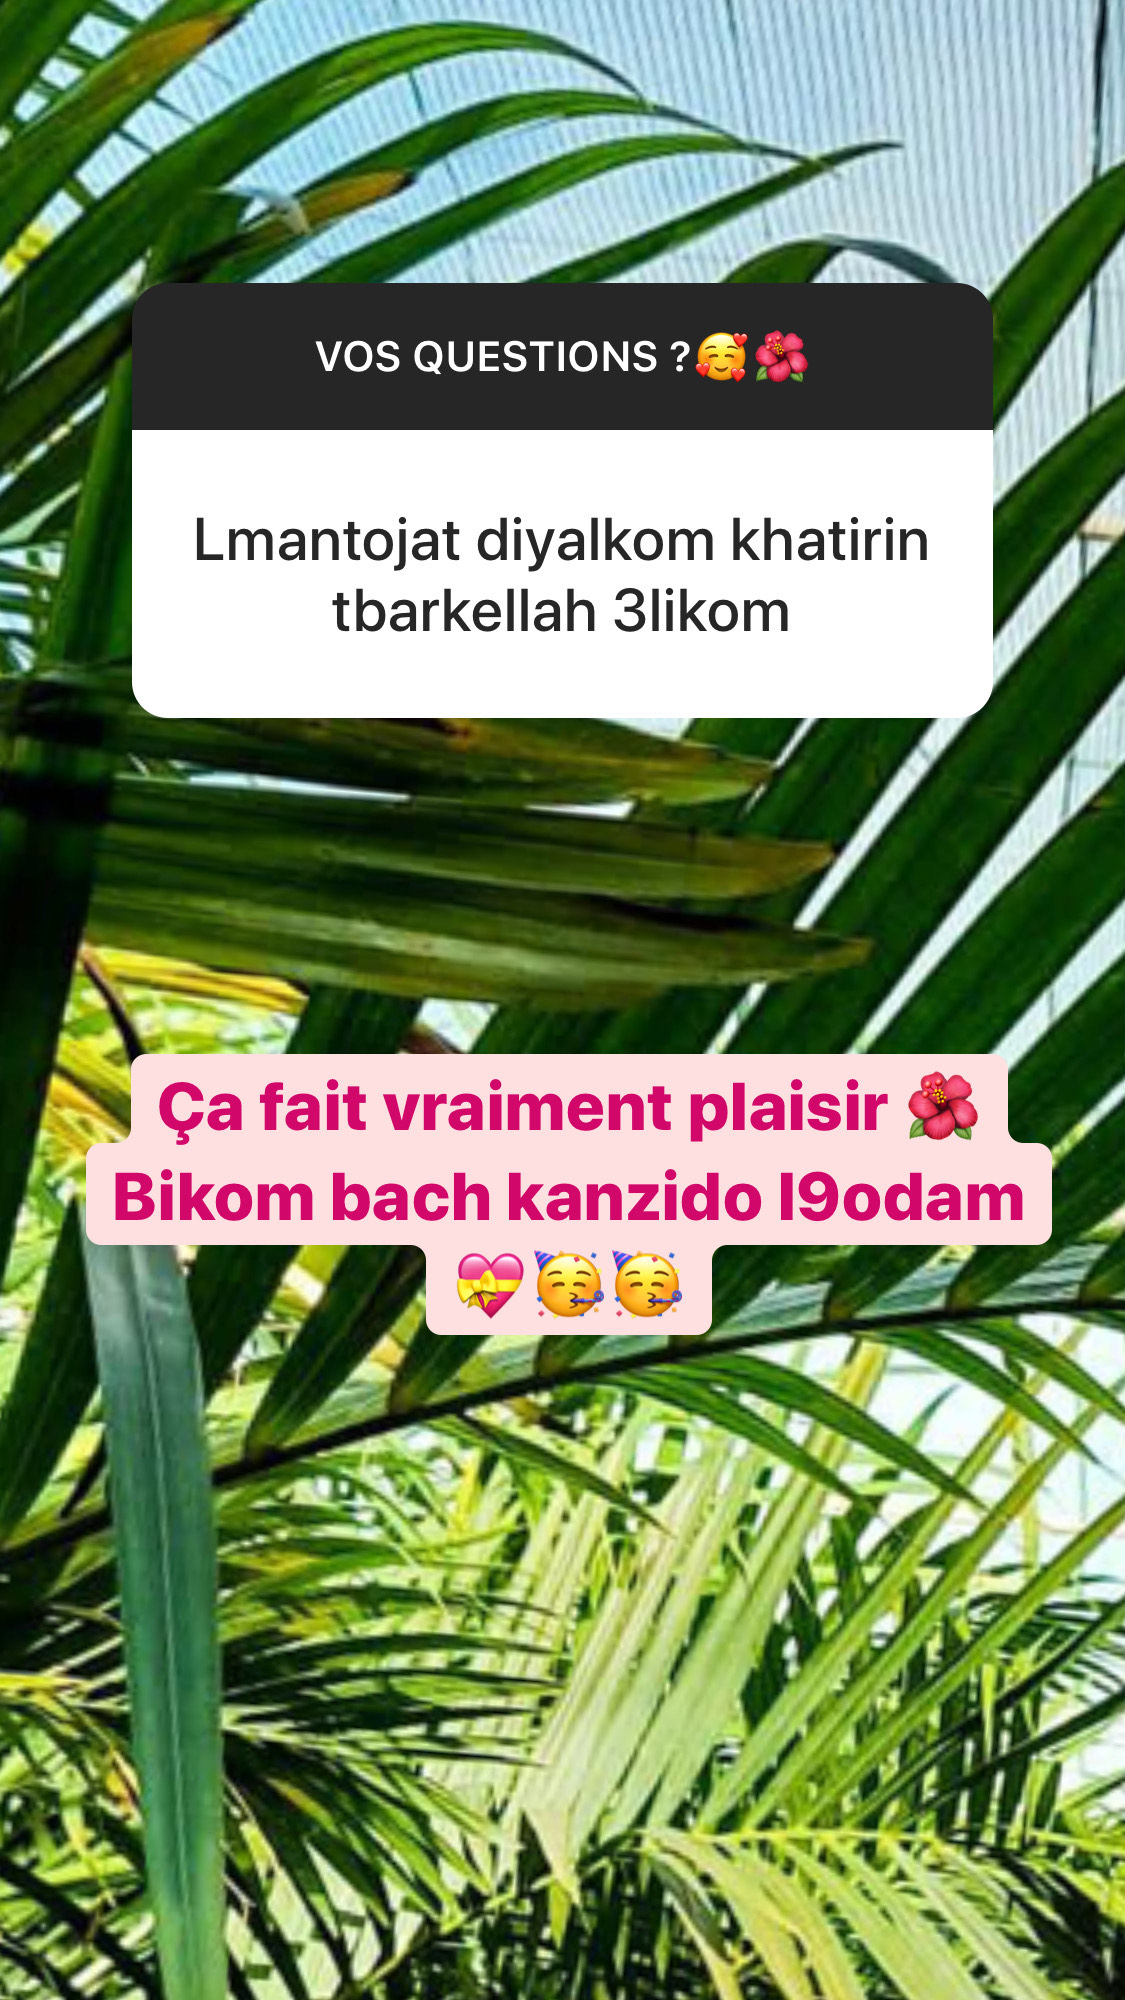 VOS QUESTIONS ?🥰🌺
Lmantojat diyalkom khatirin
tbarkellah 3likom
Ça fait vraiment plaisir 🌺
Bikom bach kanzido l9odam
💝🥳🥳